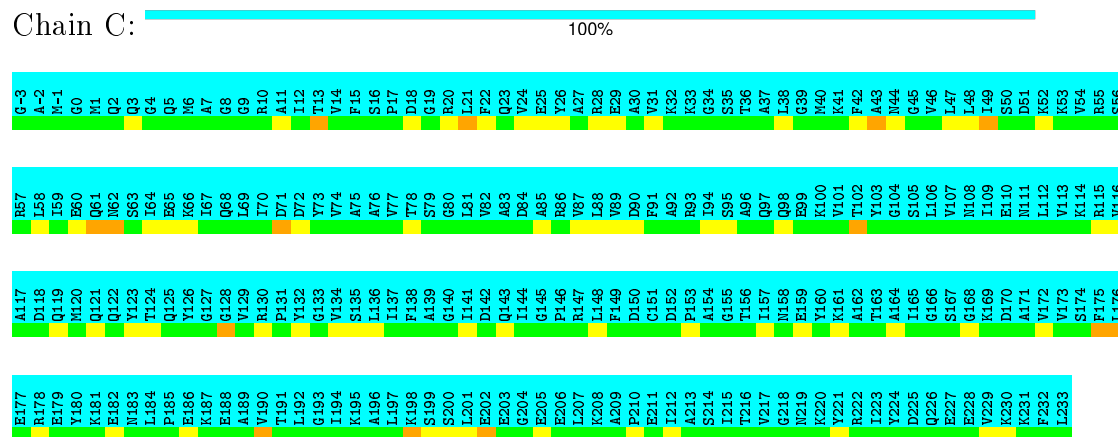 Chain C:
100%
G-3 A-2 M-1 G0 M1 Q2 Q3 G4 Q5 M6 A7 G8 G9 R10 A11 I12 T13 V14 F15 S16 P17 D18 G19 R20 L21 F22 Q23 V24 E25 Y26 A27 R28 E29 A30 V31 K32 K33 G34 S35 T36 A37 L38 G39 M40 K41 F42 A43 N44 G45 V46 L47 L48 I49 S50 D51 K52 K53 V54 R55
R57 L58 I59 E60 Q61 N62 S63 I64 E65 K66 I67 Q68 L69 I70 D71 D72 Y73 V74 A75 A76 V77 T78 S79 G80 L81 V82 A83 D84 A85 R86 V87 L88 V89 D90 F91 A92 R93 I94 S95 A96 Q97 Q98 E99 K100 V101 T102 Y103 G104 S105 L106 V107 N108 I109 E110 N111 L112 V113 K114 R115
A117 D118 Q119 M120 Q121 Q122 Y123 T124 Q125 Y126 G127 G128 V129 R130 P131 Y132 G133 V134 S135 L136 I137 F138 A139 G140 I141 D142 Q143 I144 G145 P146 R147 L148 F149 D150 C151 D152 P153 A154 G155 T156 I157 N158 E159 Y160 K161 A162 T163 A164 I165 G166 S167 G168 K169 D170 A171 V172 V173 S174 F175 L176
E177 R178 E179 Y180 K181 E182 N183 L184 P185 E186 K187 E188 A189 V190 T191 L192 G193 I194 K195 A196 L197 K198 S199 S200 L201 E202 E203 G204 E205 E206 L207 K208 A209 P210 E211 I212 A213 S214 I215 T216 V217 G218 N219 K220 Y221 R222 I223 Y224 D225 Q226 E227 E228 V229 K230 K231 F232 L233